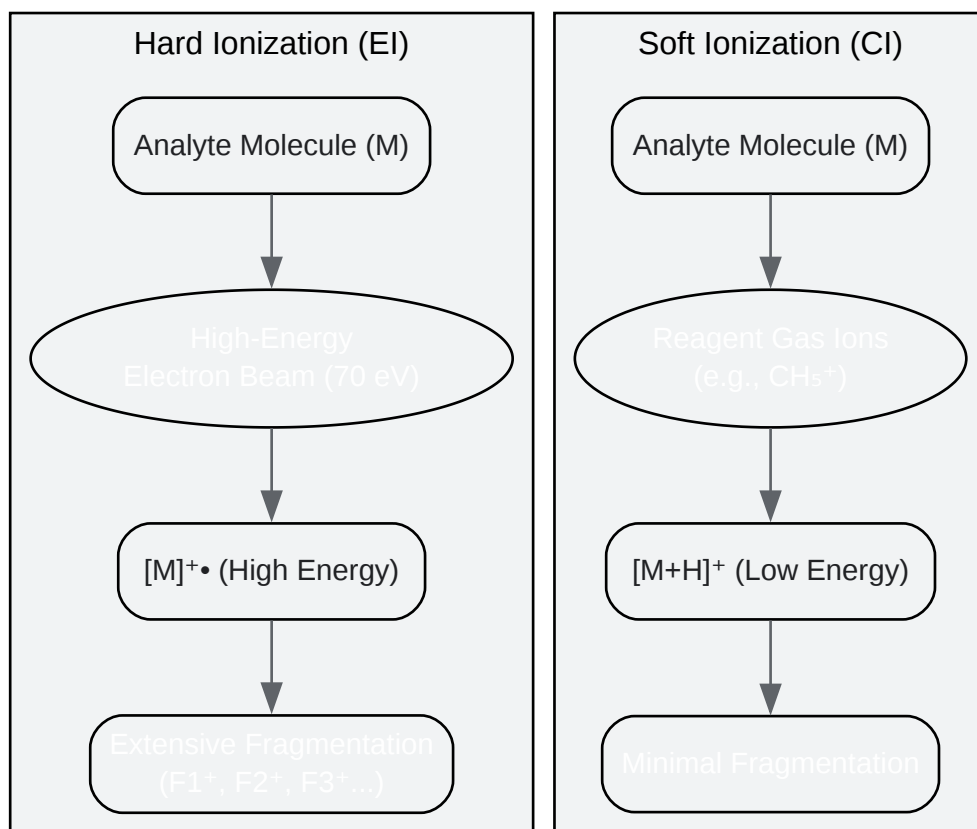 Hard Ionization (EI)
Analyte Molecule (M)
High-Energy
Electron Beam (70 eV)
[M]⁺• (High Energy)
Extensive Fragmentation
(F1⁺, F2⁺, F3⁺...)
Soft Ionization (CI)
Analyte Molecule (M)
Reagent Gas Ions
(e.g., CH₅⁺)
[M+H]⁺ (Low Energy)
Minimal Fragmentation